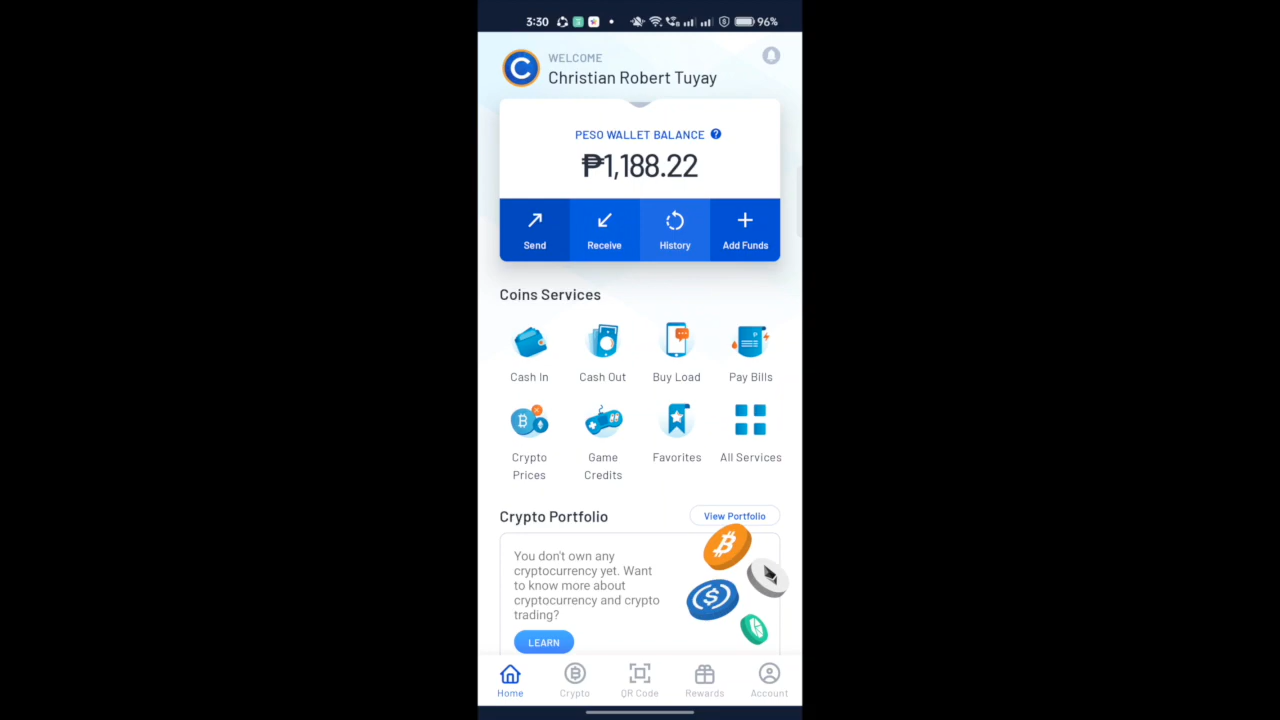 3:30
96%
WELCOME
Christian Robert Tuyay
PESO WALLET BALANCE ?
₱1,188.22
Send Receive History Add Funds
Coins Services
Cash In Cash Out Buy Load Pay Bills
Crypto Prices Game Credits Favorites All Services
Crypto Portfolio View Portfolio
You don't own any
cryptocurrency yet. Want
to know more about
cryptocurrency and crypto
trading?
LEARN
Home Crypto QR Code Rewards Account